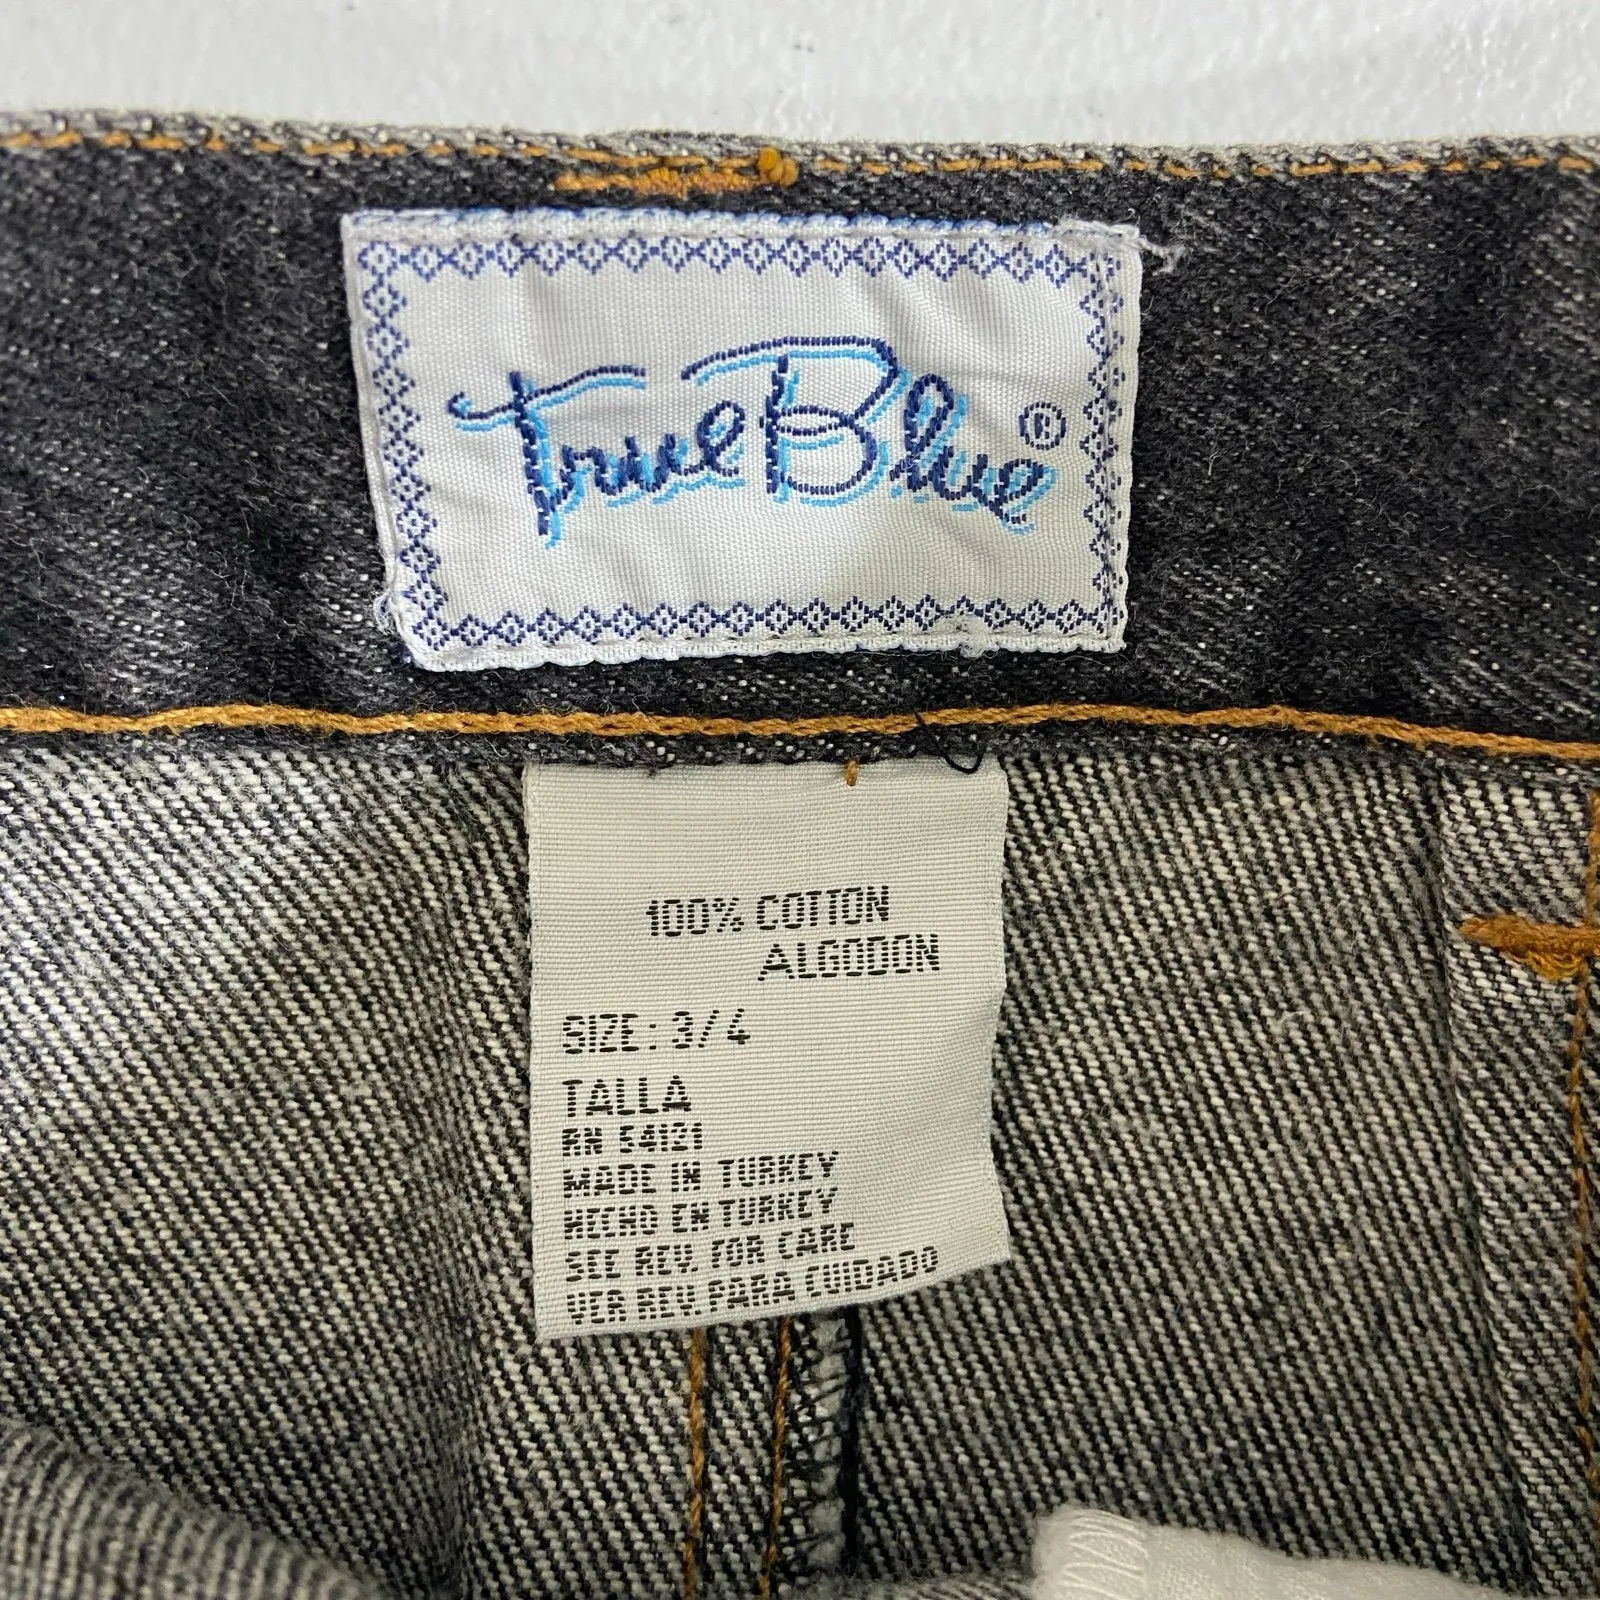 True Blue ®
100% COTTON
ALGODON
SIZE: 3/4
TALLA
RN 54121
MADE IN TURKEY
HECHO EN TURKEY
SEE REV. FOR CARE
VER REV. PARA CUIDADO